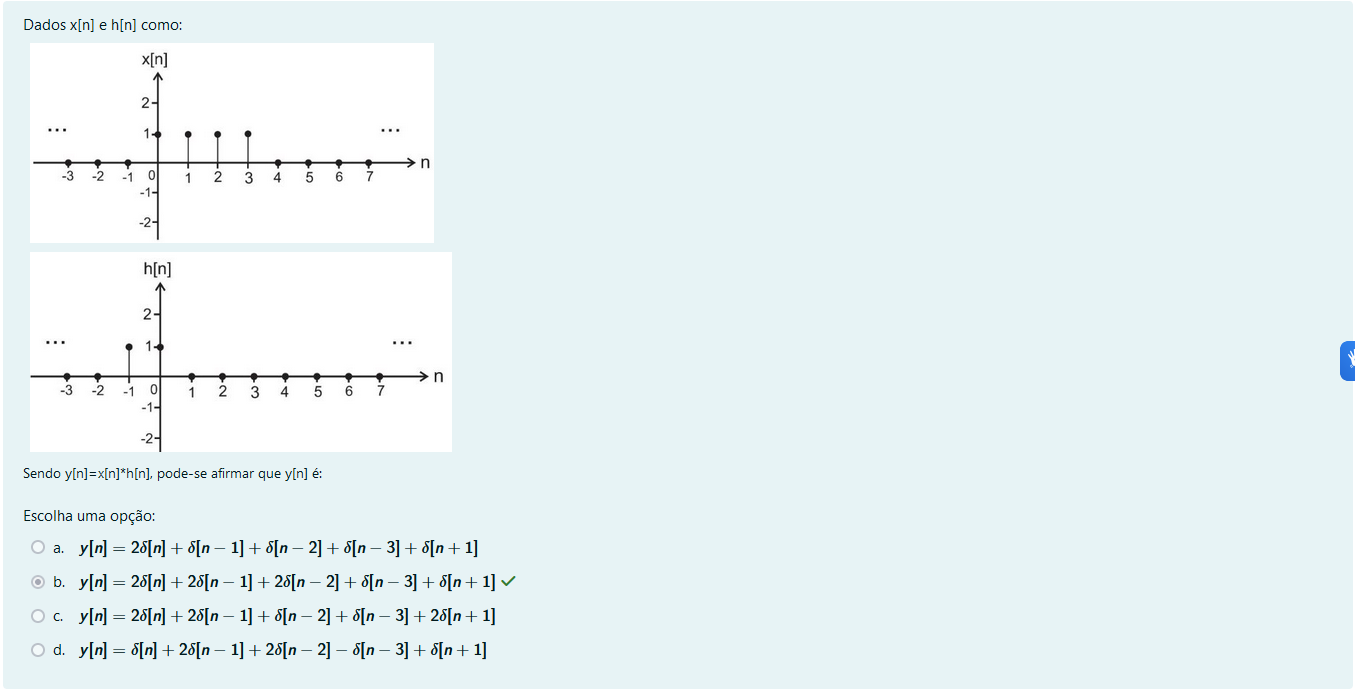 Dados x[n] e h[n] como:
x[n]
2
... 1 ...
n
-3 -2 -1 0 1 2 3 4 5 6 7
-1
-2
h[n]
2
... 1 ...
n
-3 -2 -1 0 1 2 3 4 5 6 7
-1
-2
Sendo y[n]=x[n]*h[n], pode-se afirmar que y[n] é:
Escolha uma opção:
a. y[n] = 2δ[n] + δ[n − 1] + δ[n − 2] + δ[n − 3] + δ[n + 1]
b. y[n] = 2δ[n] + 2δ[n − 1] + 2δ[n − 2] + δ[n − 3] + δ[n + 1] ✓
c. y[n] = 2δ[n] + 2δ[n − 1] + δ[n − 2] + δ[n − 3] + 2δ[n + 1]
d. y[n] = δ[n] + 2δ[n − 1] + 2δ[n − 2] − δ[n − 3] + δ[n + 1]